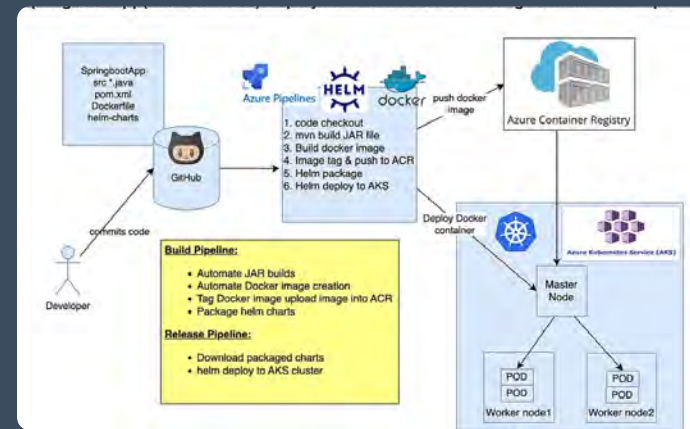 SpringbootApp
src *.java
pom.xml
Dockerfile
helm-charts
GitHub
commits code
Developer
Azure Pipelines
HELM
docker
1. code checkout
2. mvn build JAR file
3. Build docker image
4. Image tag & push to ACR
5. Helm package
6. Helm deploy to AKS
push docker
image
Azure Container Registry
Deploy Docker
container
Azure Kubernetes Service (AKS)
Master
Node
POD
POD
Worker node1
POD
POD
Worker node2
Build Pipeline:
• Automate JAR builds
• Automate Docker image creation
• Tag Docker image upload image into ACR
• Package helm charts
Release Pipeline:
• Download packaged charts
• helm deploy to AKS cluster